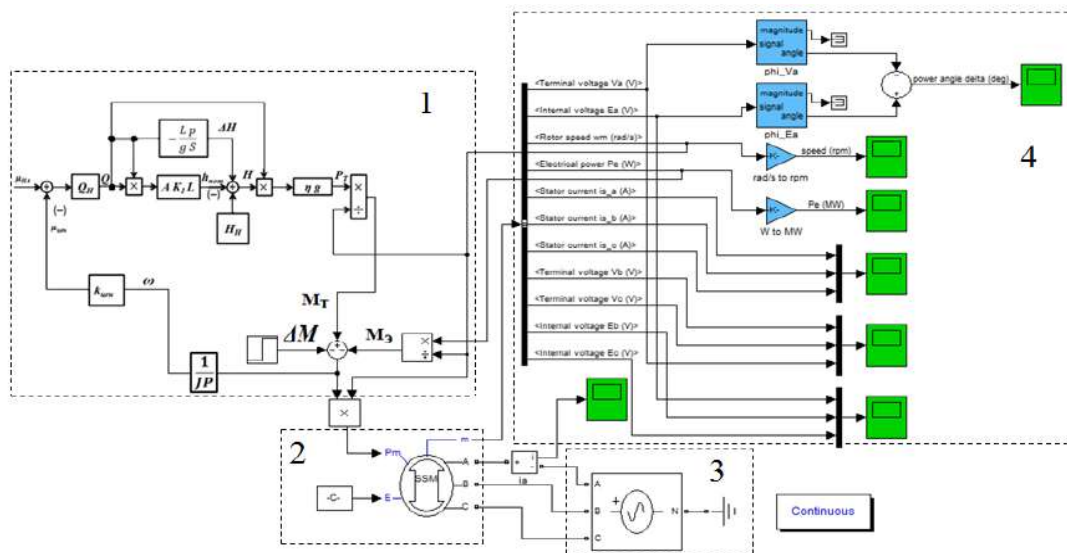 1
μ
(−)
μ
Q_H
Q
- Lp / gS
ΔH
×
A K_I L
(−)
H
×
η g
P_T
×
÷
H_H
k
ω
M_T
ΔM
M_Э
×
÷
1
JP
×
2
Pm
m
SSM
A
B
C
-C-
E
+
i
-
ia
3
A
B
C
+
N
Continuous
4
magnitude
signal
angle
phi_Va
magnitude
signal
angle
phi_Ea
power angle delta (deg)
<Terminal voltage Va (V)>
<Internal voltage Ea (V)>
<Rotor speed wm (rad/s)>
<Electrical power Pe (W)>
<Stator current is_a (A)>
<Stator current is_b (A)>
<Stator current is_c (A)>
<Terminal voltage Vb (V)>
<Terminal voltage Vc (V)>
<Internal voltage Eb (V)>
<Internal voltage Ec (V)>
-K-
speed (rpm)
rad/s to rpm
-K-
Pe (MW)
W to MW